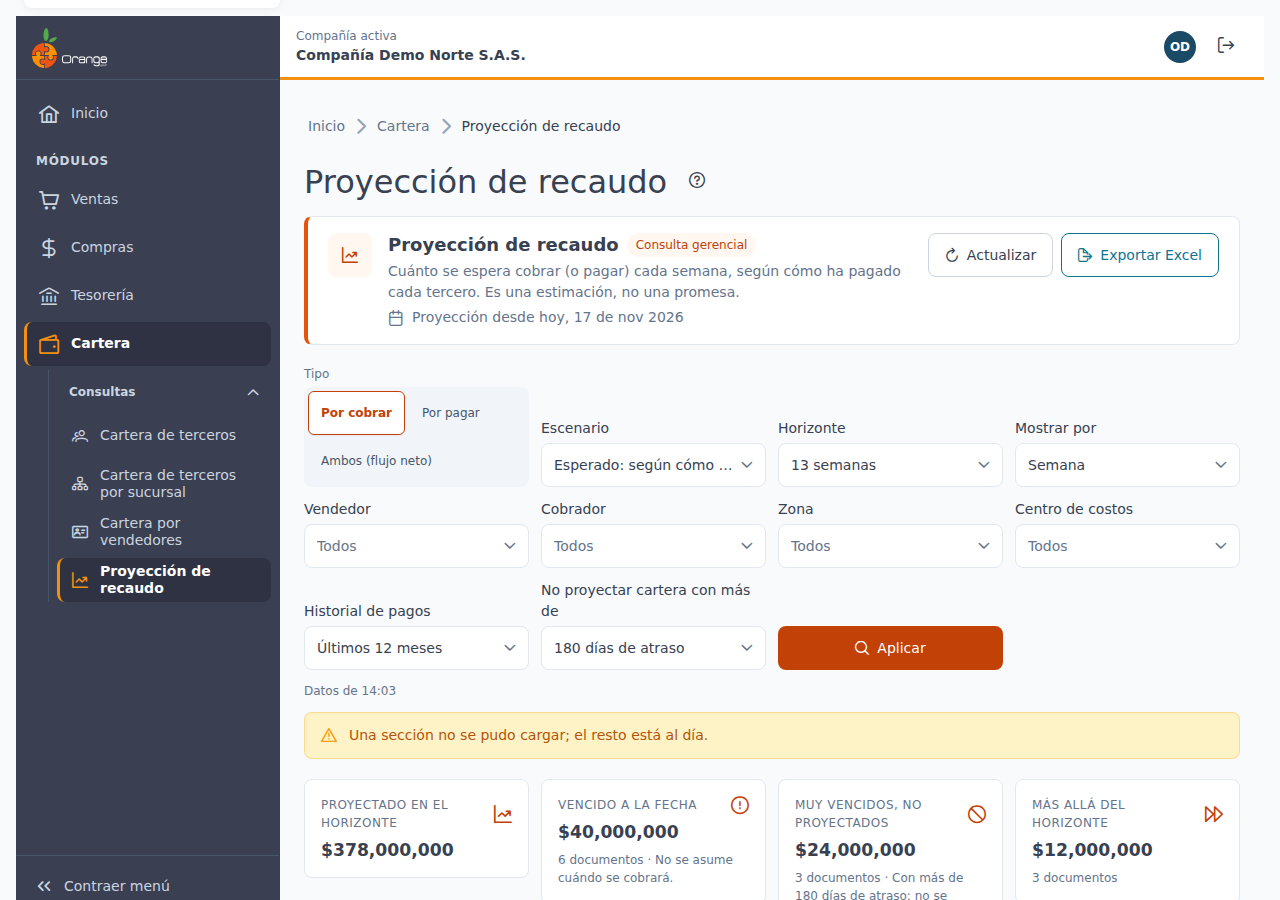 Orange
Compañía activa
Compañía Demo Norte S.A.S.
OD
Inicio
MÓDULOS
Ventas
Compras
Tesorería
Cartera
Consultas
Cartera de terceros
Cartera de terceros
por sucursal
Cartera por
vendedores
Proyección de
recaudo
Contraer menú
Inicio
Cartera
Proyección de recaudo
Proyección de recaudo
Proyección de recaudo
Consulta gerencial
Cuánto se espera cobrar (o pagar) cada semana, según cómo ha pagado
cada tercero. Es una estimación, no una promesa.
Proyección desde hoy, 17 de nov 2026
Actualizar
Exportar Excel
Tipo
Por cobrar
Por pagar
Ambos (flujo neto)
Escenario
Esperado: según cómo ...
Horizonte
13 semanas
Mostrar por
Semana
Vendedor
Todos
Cobrador
Todos
Zona
Todos
Centro de costos
Todos
Historial de pagos
Últimos 12 meses
No proyectar cartera con más
de
180 días de atraso
Aplicar
Datos de 14:03
Una sección no se pudo cargar; el resto está al día.
PROYECTADO EN EL
HORIZONTE
$378,000,000
VENCIDO A LA FECHA
$40,000,000
6 documentos · No se asume
cuándo se cobrará.
MUY VENCIDOS, NO
PROYECTADOS
$24,000,000
3 documentos · Con más de
180 días de atraso: no se
MÁS ALLÁ DEL
HORIZONTE
$12,000,000
3 documentos